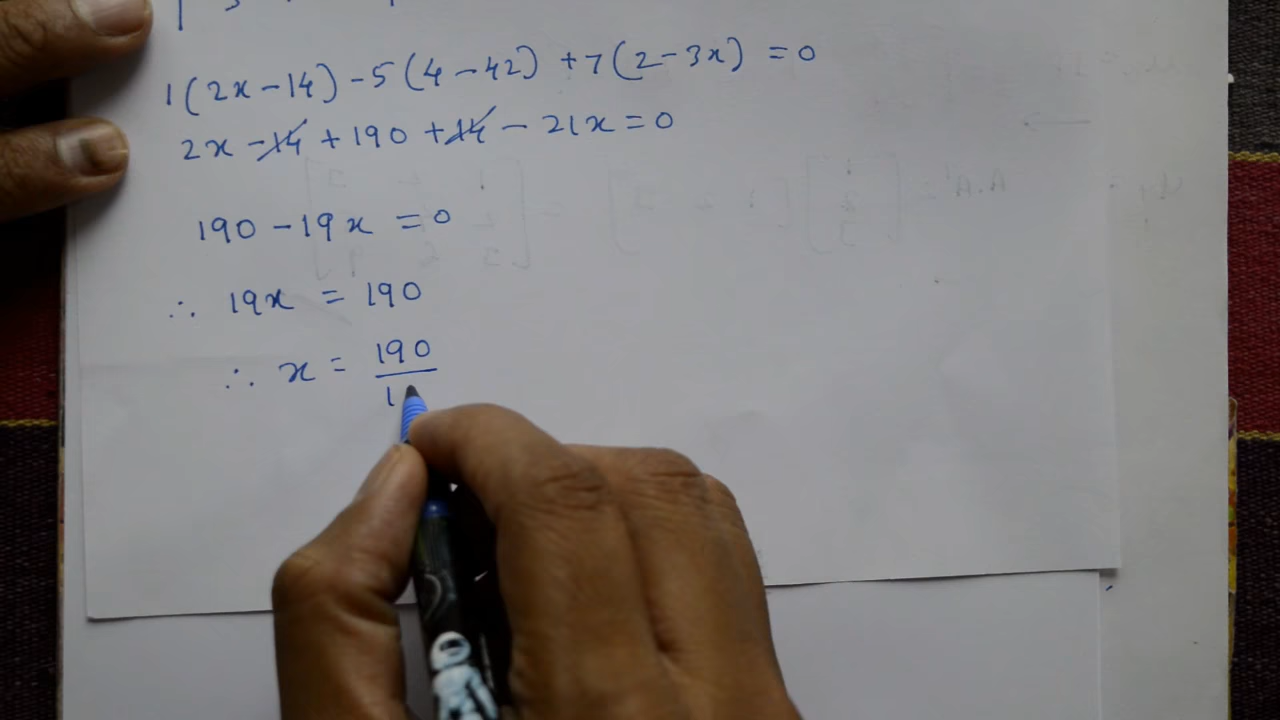 1(2x-14)-5(4-42)+7(2-3x)=0
2x-14+190+14-21x=0
190-19x=0
∴ 19x=190
∴ x=190/1